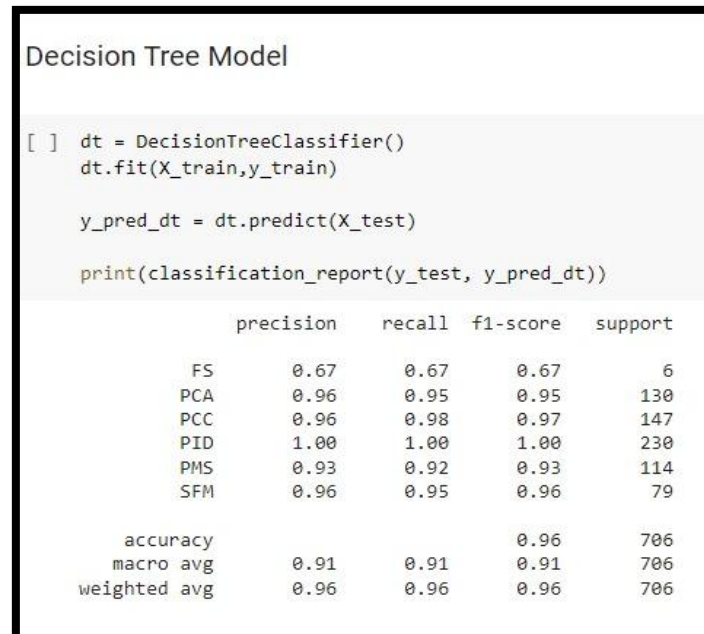 Decision Tree Model
[ ] dt = DecisionTreeClassifier()
dt.fit(X_train,y_train)
y_pred_dt = dt.predict(X_test)
print(classification_report(y_test, y_pred_dt))
precision recall f1-score support
FS 0.67 0.67 0.67 6
PCA 0.96 0.95 0.95 130
PCC 0.96 0.98 0.97 147
PID 1.00 1.00 1.00 230
PMS 0.93 0.92 0.93 114
SFM 0.96 0.95 0.96 79
accuracy 0.96 706
macro avg 0.91 0.91 0.91 706
weighted avg 0.96 0.96 0.96 706